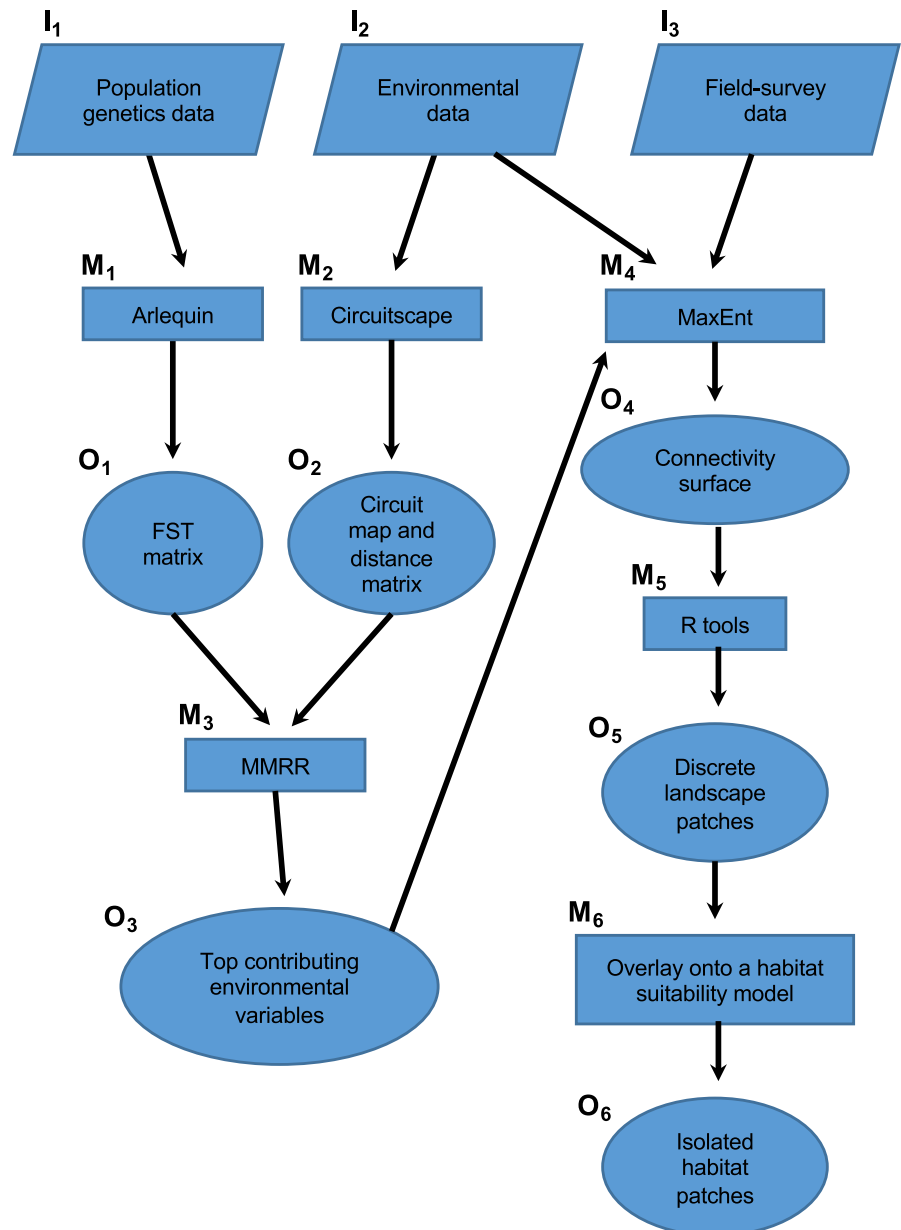 I₁
Population
genetics data
I₂
Environmental
data
I₃
Field-survey
data
M₁
Arlequin
M₂
Circuitscape
M₄
MaxEnt
O₁
FST
matrix
O₂
Circuit
map and
distance
matrix
O₄
Connectivity
surface
M₅
R tools
M₃
MMRR
O₅
Discrete
landscape
patches
O₃
Top contributing
environmental
variables
M₆
Overlay onto a habitat
suitability model
O₆
Isolated
habitat
patches